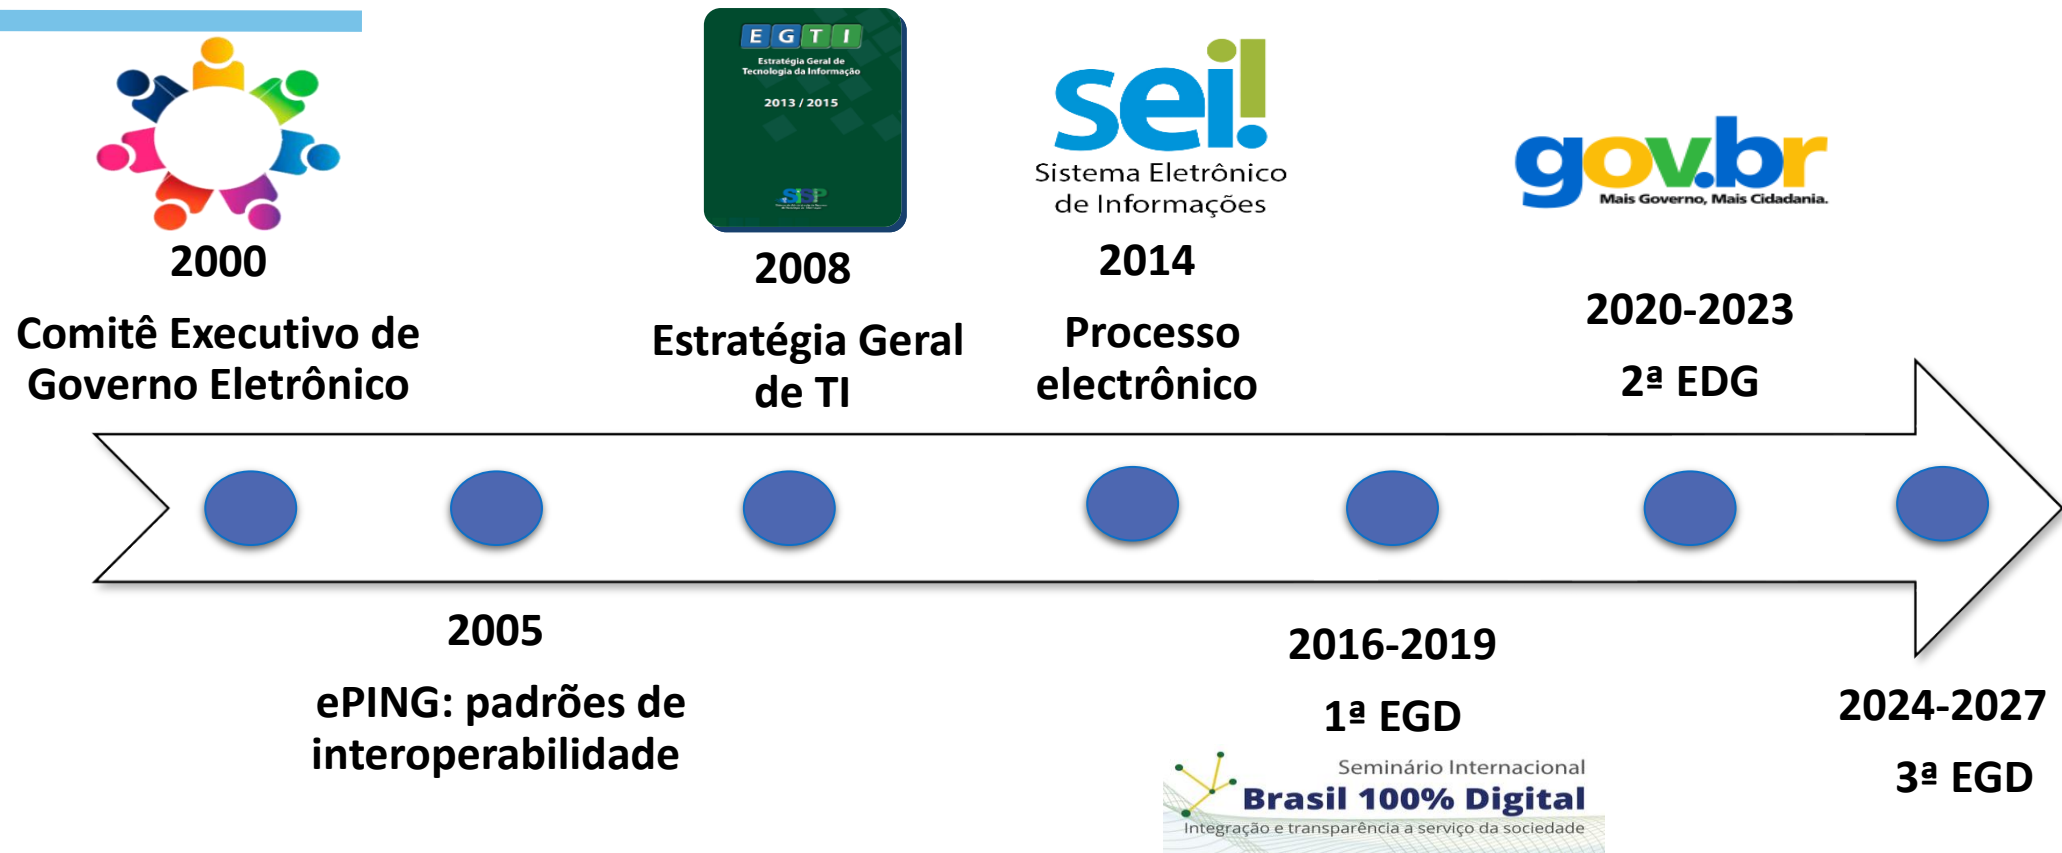 E G T I
Estratégia Geral de
Tecnologia da Informação
2013 / 2015
SISP
2000
Comitê Executivo de
Governo Eletrônico
2008
Estratégia Geral
de TI
sei!
Sistema Eletrônico
de Informações
2014
Processo
electrônico
gov.br
Mais Governo, Mais Cidadania.
2020-2023
2ª EDG
2005
ePING: padrões de
interoperabilidade
2016-2019
1ª EGD
Seminário Internacional
Brasil 100% Digital
Integração e transparência a serviço da sociedade
2024-2027
3ª EGD